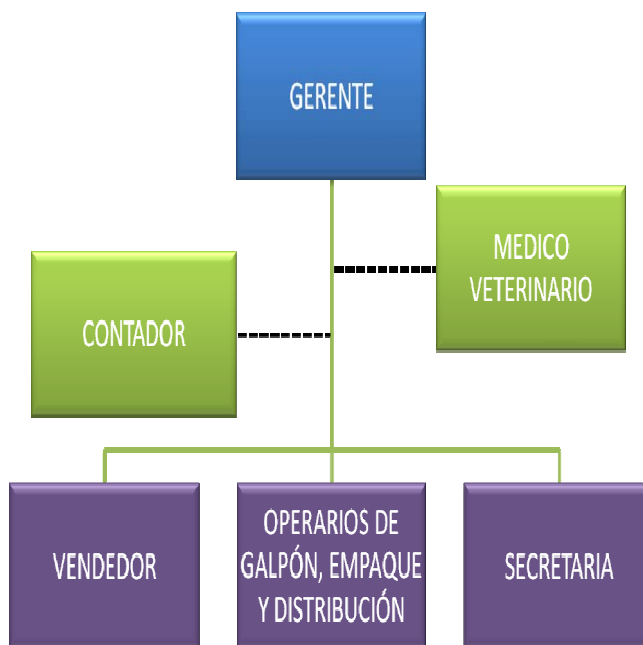 GERENTE
MEDICO
VETERINARIO
CONTADOR
VENDEDOR
OPERARIOS DE
GALPÓN, EMPAQUE
Y DISTRIBUCIÓN
SECRETARIA